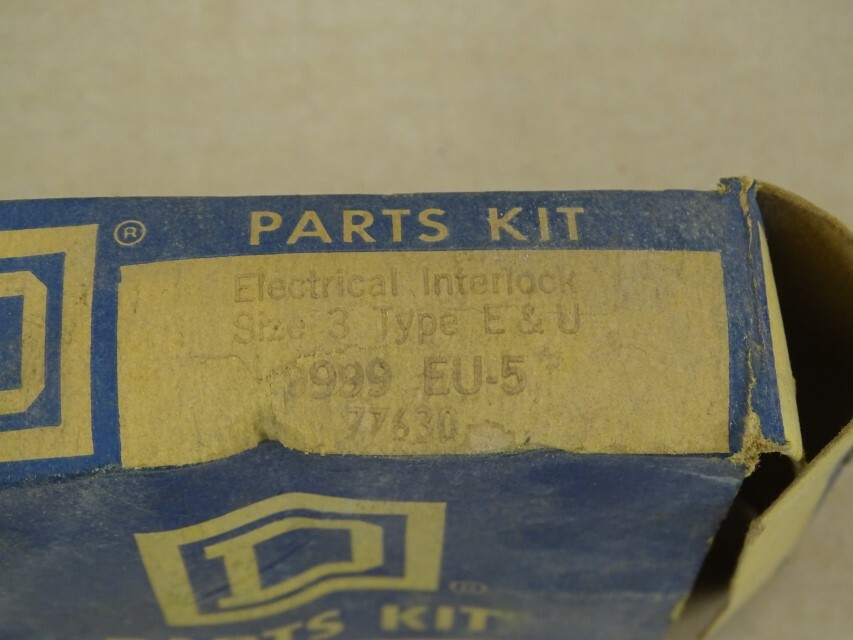 ® PARTS KIT
Electrical Interlock
Size 3 Type E & U
9999 EU-5
77630
D
PARTS KIT